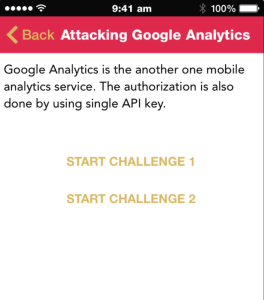 9:41 am 100%
Back Attacking Google Analytics
Google Analytics is the another one mobile
analytics service. The authorization is also
done by using single API key.
START CHALLENGE 1
START CHALLENGE 2